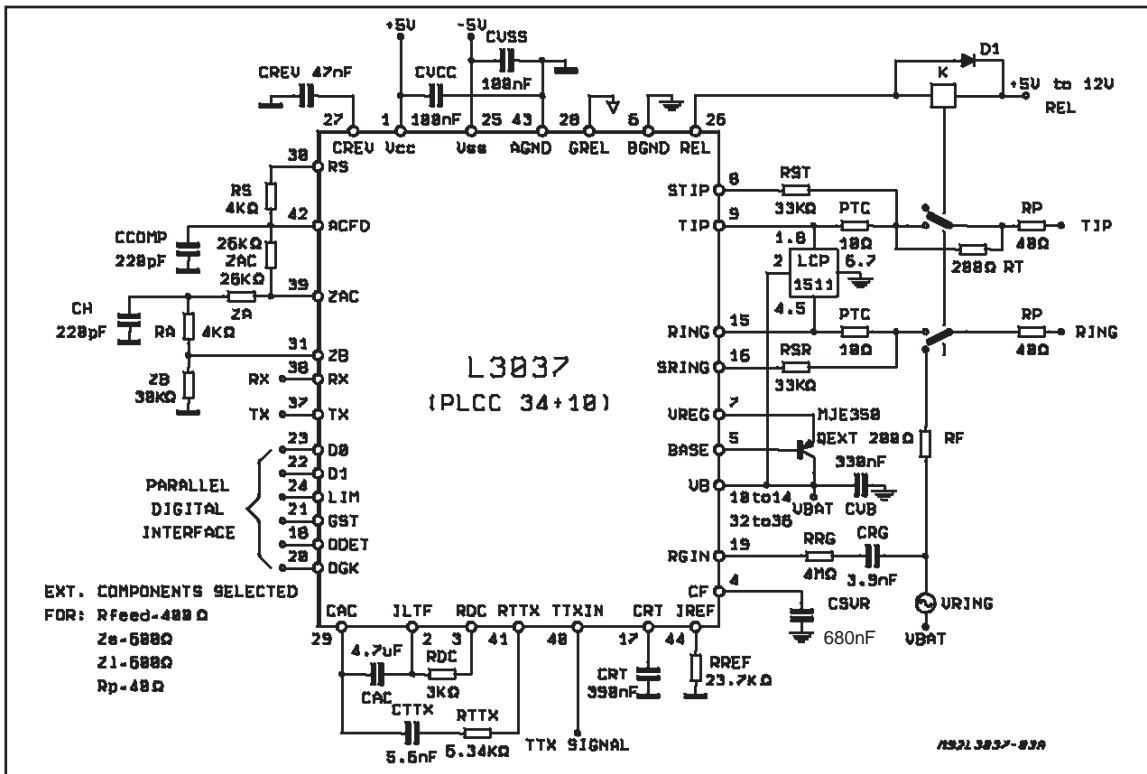 +5V
-5V
CVSS
100nF
CREV 47nF
CVCC
100nF
D1
K
+5V to 12V
REL
27
1
25
43
28
6
26
CREV
Vcc
Vss
AGND
GREL
BGND
REL
30
RS
RS
4KΩ
42
ACFD
CCOMP
220pF
26KΩ
ZAC
26KΩ
39
ZAC
ZA
CH
220pF
RA
4KΩ
31
ZB
ZB
30KΩ
38
RX
RX
37
TX
TX
23
D0
22
D1
24
LIM
21
GST
18
ODET
20
OGK
PARALLEL
DIGITAL
INTERFACE
L3037
(PLCC 34+10)
STIP
8
RST
33KΩ
TIP
9
PTC
10Ω
RP
40Ω
TIP
200Ω RT
1.8
2
LCP
1511
6.7
4.5
RING
15
PTC
10Ω
RP
40Ω
RING
SRING
16
RSR
33KΩ
VREG
7
MJE350
QEXT
200Ω
RF
BASE
5
330nF
VB
10to14
32to36
VBAT
CVB
RGIN
19
RRG
4MΩ
CRG
3.9nF
CF
4
CSVR
680nF
VRING
VBAT
EXT. COMPONENTS SELECTED
FOR: Rfeed-400Ω
Ze-600Ω
Zl-600Ω
Rp-40Ω
CAC
ILTF
RDC
RTTX
TTXIN
CRT
IREF
29
2
3
41
40
17
44
4.7uF
CAC
RDC
3KΩ
CTTX
5.6nF
RTTX
5.34KΩ
TTX SIGNAL
CRT
390nF
RREF
23.7KΩ
M93L3037-03A